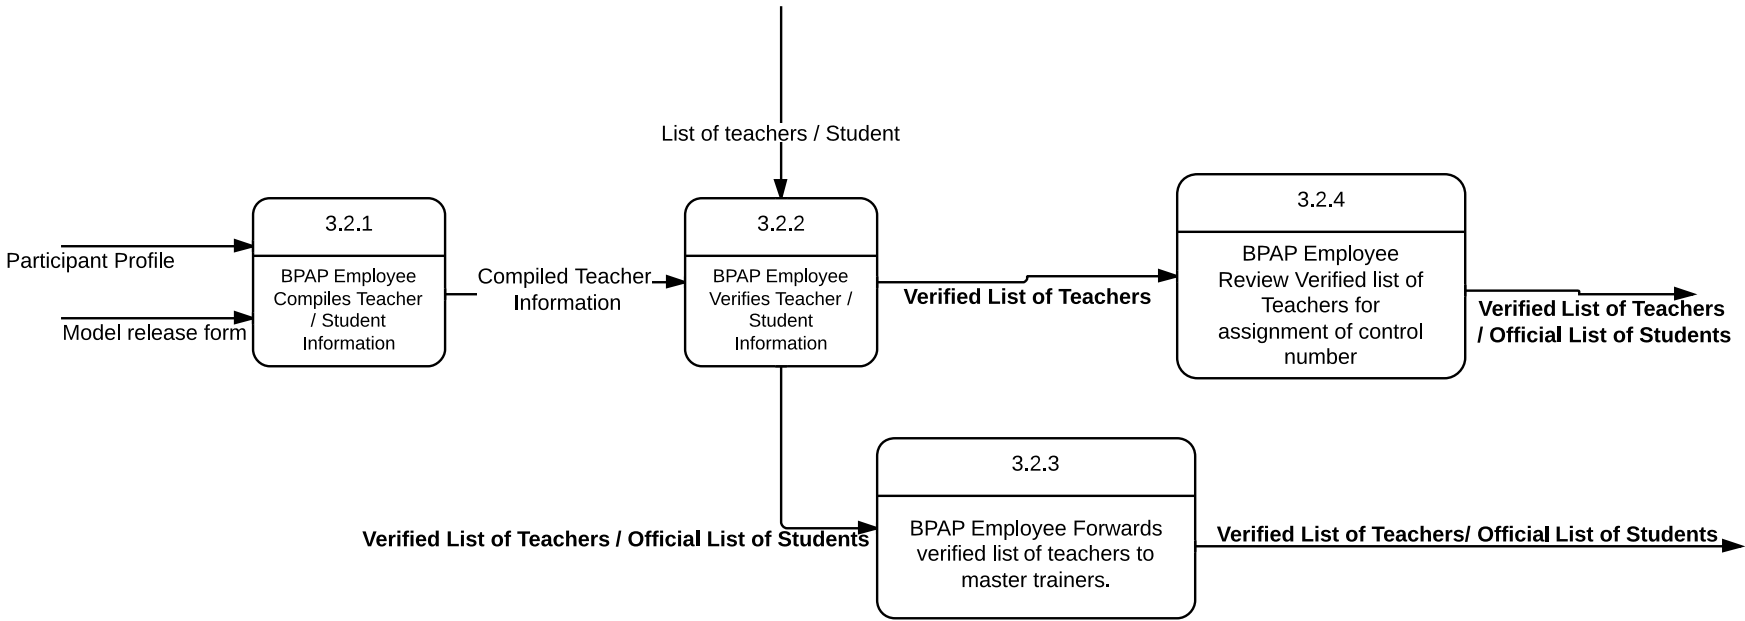 List of teachers / Student
Participant Profile
Model release form
3.2.1
BPAP Employee
Compiles Teacher
/ Student
Information
Compiled Teacher
Information
3.2.2
BPAP Employee
Verifies Teacher /
Student
Information
Verified List of Teachers
3.2.4
BPAP Employee
Review Verified list of
Teachers for
assignment of control
number
Verified List of Teachers
/ Official List of Students
Verified List of Teachers / Official List of Students
3.2.3
BPAP Employee Forwards
verified list of teachers to
master trainers.
Verified List of Teachers/ Official List of Students